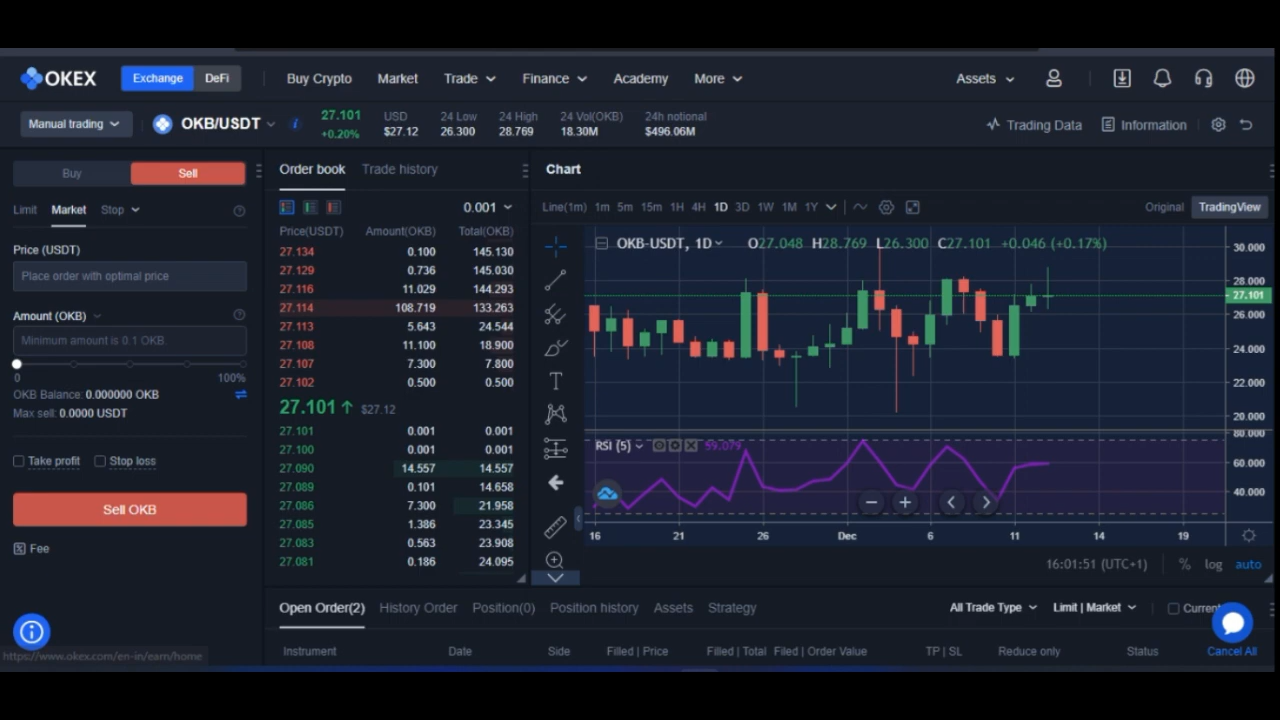 OKEX
Exchange
DeFi
Buy Crypto
Market
Trade
Finance
Academy
More
Assets
Manual trading
OKB/USDT
27.101
+0.20%
USD
$27.12
24 Low
26.300
24 High
28.769
24 Vol(OKB)
18.30M
24h notional
$496.06M
Trading Data
Information
Buy
Sell
Limit
Market
Stop
Price (USDT)
Place order with optimal price
Amount (OKB)
Minimum amount is 0.1 OKB
0
100%
OKB Balance: 0.000000 OKB
Max sell: 0.0000 USDT
Take profit
Stop loss
Sell OKB
Fee
https://www.okex.com/en-in/earn/home
Order book
Trade history
0.001
Price(USDT) Amount(OKB) Total(OKB)
27.134 0.100 145.130
27.129 0.736 145.030
27.116 11.029 144.293
27.114 108.719 133.263
27.113 5.643 24.544
27.108 11.100 18.900
27.107 7.300 7.800
27.102 0.500 0.500
27.101 ↑ $27.12
27.101 0.001 0.001
27.100 0.001 0.001
27.090 14.557 14.557
27.089 0.101 14.658
27.086 7.300 21.958
27.085 1.386 23.345
27.083 0.563 23.908
27.081 0.186 24.095
Chart
Line(1m) 1m 5m 15m 1H 4H 1D 3D 1W 1M 1Y
Original
TradingView
OKB-USDT, 1D O27.048 H28.769 L26.300 C27.101 +0.046 (+0.17%)
30.000
28.000
27.101
26.000
24.000
22.000
20.000
RSI (5) 59.079
80.000
60.000
40.000
16 21 26 Dec 6 11 14 19
16:01:51 (UTC+1) % log auto
Open Order(2)
History Order
Position(0)
Position history
Assets
Strategy
All Trade Type
Limit | Market
Instrument Date Side Filled | Price Filled | Total Filed | Order Value TP | SL Reduce only Status Cancel All